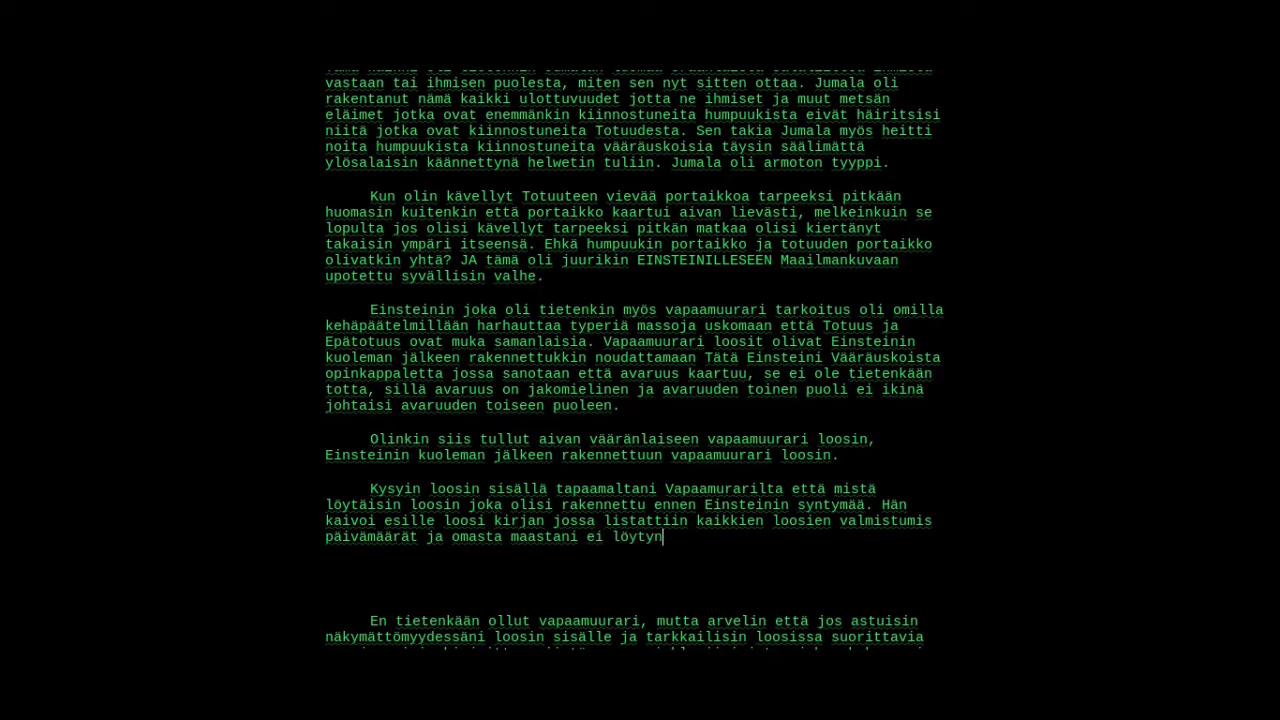 vastaan tai ihmisen puolesta, miten sen nyt sitten ottaa. Jumala oli
rakentanut nämä kaikki ulottuvuudet jotta ne ihmiset ja muut metsän
eläimet jotka ovat enemmänkin kiinnostuneita humpuukista eivät häiritsisi
niitä jotka ovat kiinnostuneita Totuudesta. Sen takia Jumala myös heitti
noita humpuukista kiinnostuneita vääräuskoisia täysin säälimättä
ylösalaisin käännettynä helwetin tuliin. Jumala oli armoton tyyppi.
Kun olin kävellyt Totuuteen vievää portaikkoa tarpeeksi pitkään
huomasin kuitenkin että portaikko kaartui aivan lievästi, melkeinkuin se
lopulta jos olisi kävellyt tarpeeksi pitkän matkaa olisi kiertänyt
takaisin ympäri itseensä. Ehkä humpuukin portaikko ja totuuden portaikko
olivatkin yhtä? JA tämä oli juurikin EINSTEINILLESEEN Maailmankuvaan
upotettu syvällisin valhe.
Einsteinin joka oli tietenkin myös vapaamuurari tarkoitus oli omilla
kehäpäätelmillään harhauttaa typeriä massoja uskomaan että Totuus ja
Epätotuus ovat muka samanlaisia. Vapaamuurari loosit olivat Einsteinin
kuoleman jälkeen rakennettukkin noudattamaan Tätä Einsteini Vääräuskoista
opinkappaletta jossa sanotaan että avaruus kaartuu, se ei ole tietenkään
totta, sillä avaruus on jakomielinen ja avaruuden toinen puoli ei ikinä
johtaisi avaruuden toiseen puoleen.
Olinkin siis tullut aivan vääränlaiseen vapaamuurari loosin,
Einsteinin kuoleman jälkeen rakennettuun vapaamuurari loosin.
Kysyin loosin sisällä tapaamaltani Vapaamurarilta että mistä
löytäisin loosin joka olisi rakennettu ennen Einsteinin syntymää. Hän
kaivoi esille loosi kirjan jossa listattiin kaikkien loosien valmistumis
päivämäärät ja omasta maastani ei löytyn
En tietenkään ollut vapaamuurari, mutta arvelin että jos astuisin
näkymättömyydessäni loosin sisälle ja tarkkailisin loosissa suorittavia